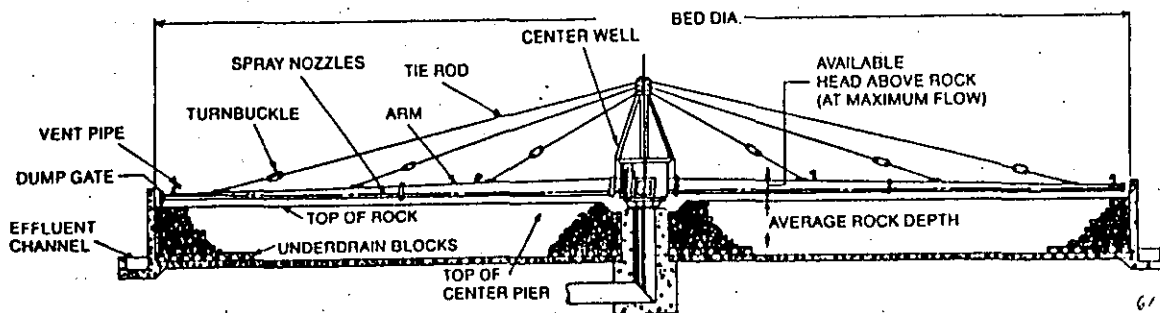 BED DIA.
CENTER WELL
SPRAY NOZZLES
TIE ROD
AVAILABLE
HEAD ABOVE ROCK
(AT MAXIMUM FLOW)
TURNBUCKLE
ARM
VENT PIPE
DUMP GATE
TOP OF ROCK
AVERAGE ROCK DEPTH
EFFLUENT
CHANNEL
UNDERDRAIN BLOCKS
TOP OF
CENTER PIER
61